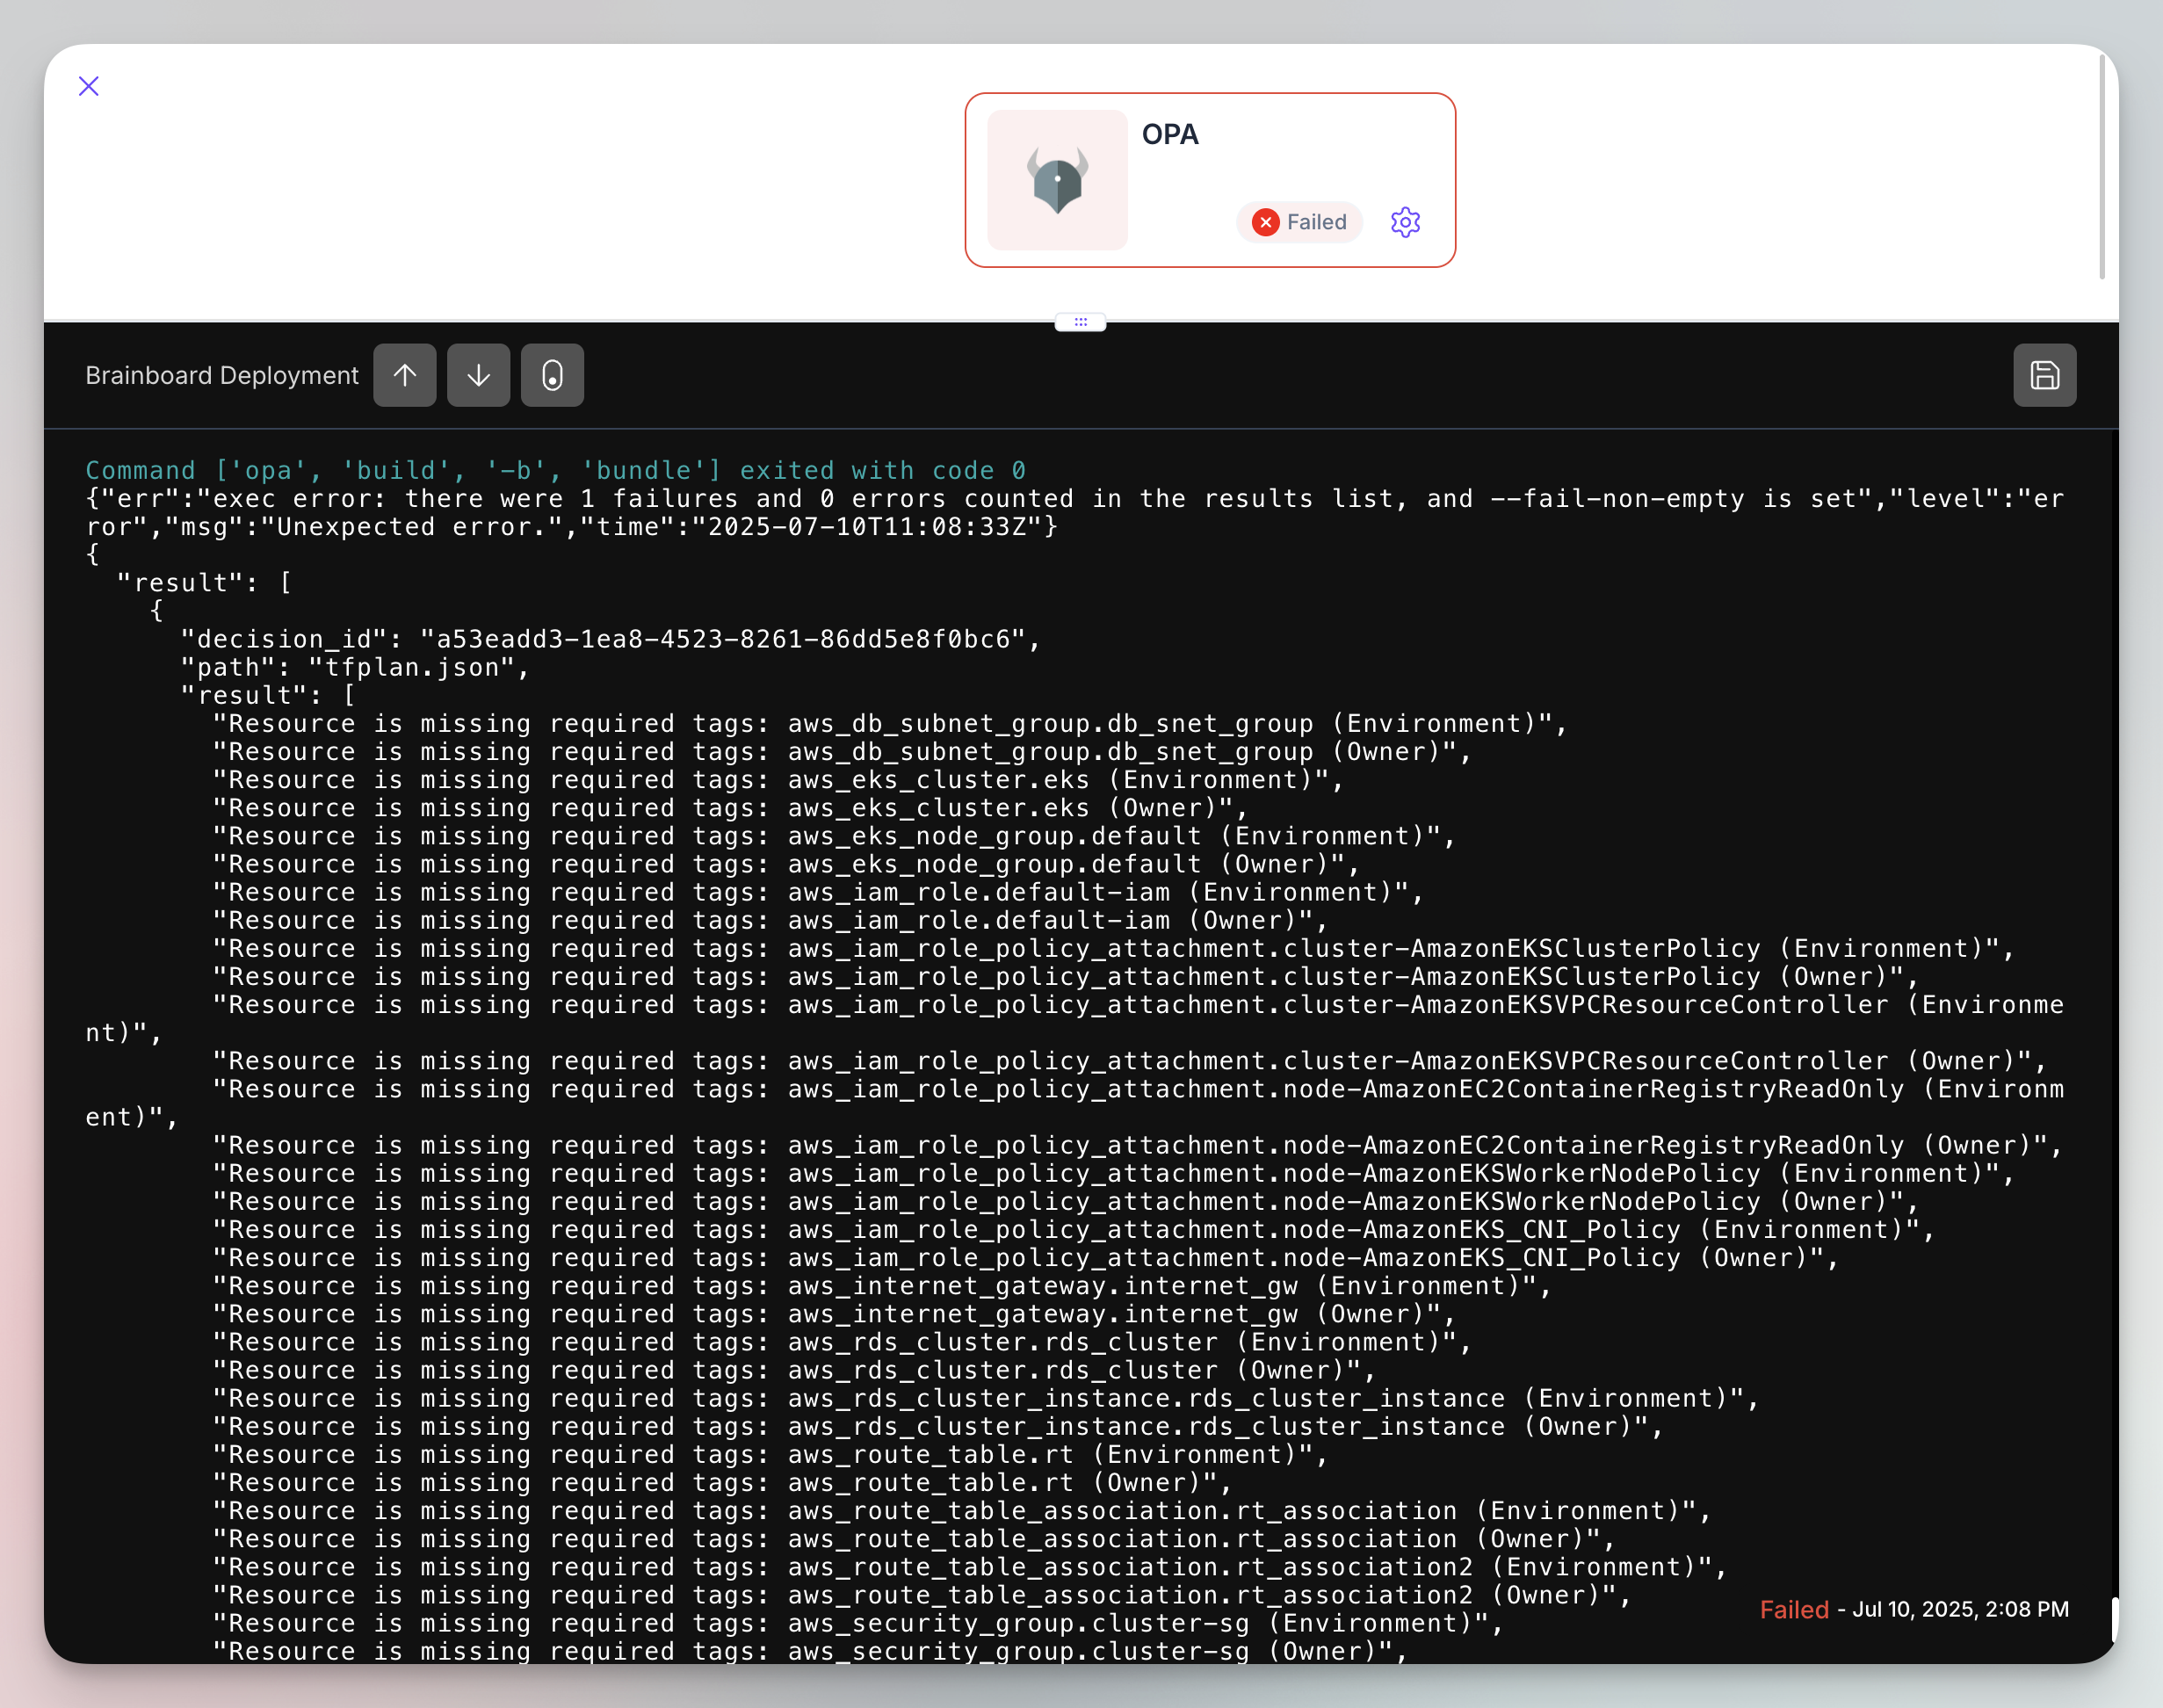 OPA
Failed
Brainboard Deployment
Command ['opa', 'build', '-b', 'bundle'] exited with code 0
{"err":"exec error: there were 1 failures and 0 errors counted in the results list, and --fail-non-empty is set","level":"er
ror","msg":"Unexpected error.","time":"2025-07-10T11:08:33Z"}
{
  "result": [
    {
      "decision_id": "a53eadd3-1ea8-4523-8261-86dd5e8f0bc6",
      "path": "tfplan.json",
      "result": [
        "Resource is missing required tags: aws_db_subnet_group.db_snet_group (Environment)",
        "Resource is missing required tags: aws_db_subnet_group.db_snet_group (Owner)",
        "Resource is missing required tags: aws_eks_cluster.eks (Environment)",
        "Resource is missing required tags: aws_eks_cluster.eks (Owner)",
        "Resource is missing required tags: aws_eks_node_group.default (Environment)",
        "Resource is missing required tags: aws_eks_node_group.default (Owner)",
        "Resource is missing required tags: aws_iam_role.default-iam (Environment)",
        "Resource is missing required tags: aws_iam_role.default-iam (Owner)",
        "Resource is missing required tags: aws_iam_role_policy_attachment.cluster-AmazonEKSClusterPolicy (Environment)",
        "Resource is missing required tags: aws_iam_role_policy_attachment.cluster-AmazonEKSClusterPolicy (Owner)",
        "Resource is missing required tags: aws_iam_role_policy_attachment.cluster-AmazonEKSVPCResourceController (Environme
nt)",
        "Resource is missing required tags: aws_iam_role_policy_attachment.cluster-AmazonEKSVPCResourceController (Owner)",
        "Resource is missing required tags: aws_iam_role_policy_attachment.node-AmazonEC2ContainerRegistryReadOnly (Environm
ent)",
        "Resource is missing required tags: aws_iam_role_policy_attachment.node-AmazonEC2ContainerRegistryReadOnly (Owner)",
        "Resource is missing required tags: aws_iam_role_policy_attachment.node-AmazonEKSWorkerNodePolicy (Environment)",
        "Resource is missing required tags: aws_iam_role_policy_attachment.node-AmazonEKSWorkerNodePolicy (Owner)",
        "Resource is missing required tags: aws_iam_role_policy_attachment.node-AmazonEKS_CNI_Policy (Environment)",
        "Resource is missing required tags: aws_iam_role_policy_attachment.node-AmazonEKS_CNI_Policy (Owner)",
        "Resource is missing required tags: aws_internet_gateway.internet_gw (Environment)",
        "Resource is missing required tags: aws_internet_gateway.internet_gw (Owner)",
        "Resource is missing required tags: aws_rds_cluster.rds_cluster (Environment)",
        "Resource is missing required tags: aws_rds_cluster.rds_cluster (Owner)",
        "Resource is missing required tags: aws_rds_cluster_instance.rds_cluster_instance (Environment)",
        "Resource is missing required tags: aws_rds_cluster_instance.rds_cluster_instance (Owner)",
        "Resource is missing required tags: aws_route_table.rt (Environment)",
        "Resource is missing required tags: aws_route_table.rt (Owner)",
        "Resource is missing required tags: aws_route_table_association.rt_association (Environment)",
        "Resource is missing required tags: aws_route_table_association.rt_association (Owner)",
        "Resource is missing required tags: aws_route_table_association.rt_association2 (Environment)",
        "Resource is missing required tags: aws_route_table_association.rt_association2 (Owner)",
        "Resource is missing required tags: aws_security_group.cluster-sg (Environment)",
        "Resource is missing required tags: aws_security_group.cluster-sg (Owner)",
Failed - Jul 10, 2025, 2:08 PM